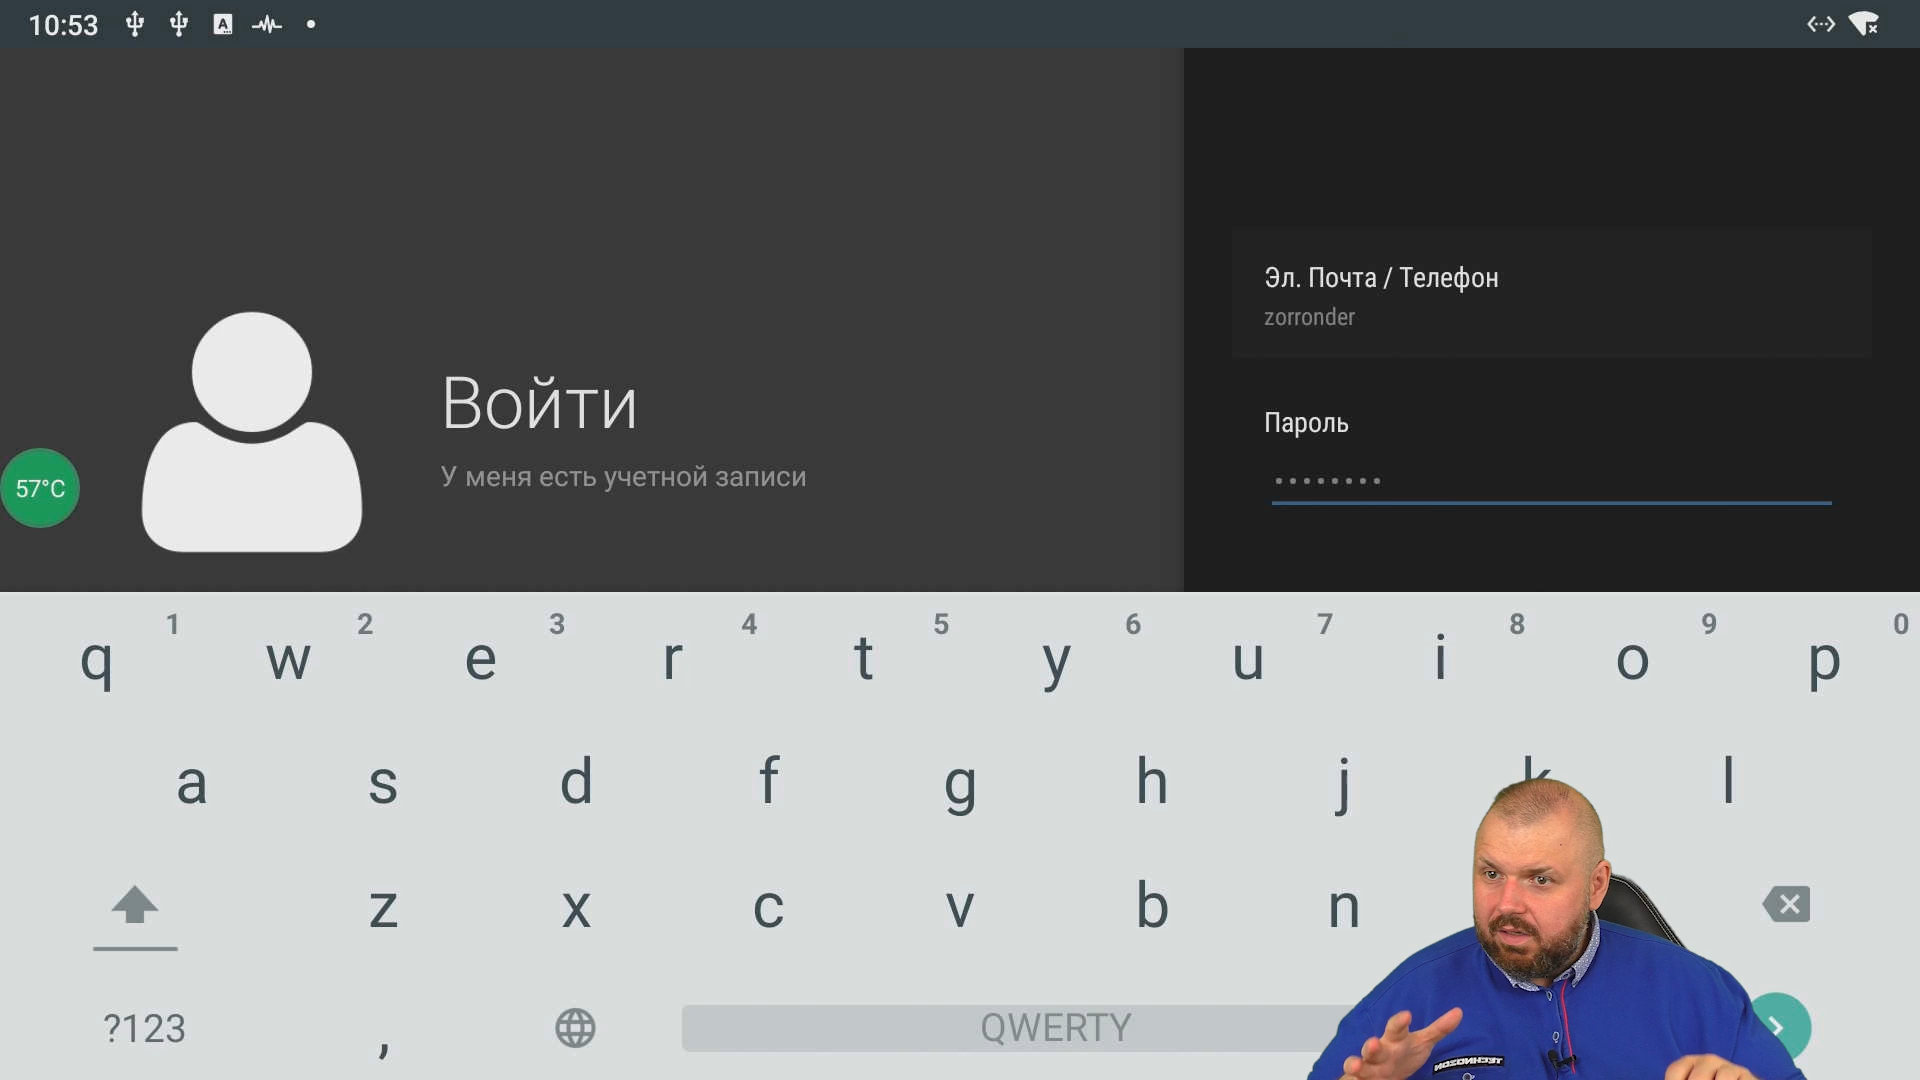 10:53
A
Эл. Почта / Телефон
zorronder
Войти
У меня есть учетной записи
Пароль
••••••••
57°C
1 2 3 4 5 6 7 8 9 0
q w e r t y u i o p
a s d f g h j k l
z x c v b n
?123 , QWERTY